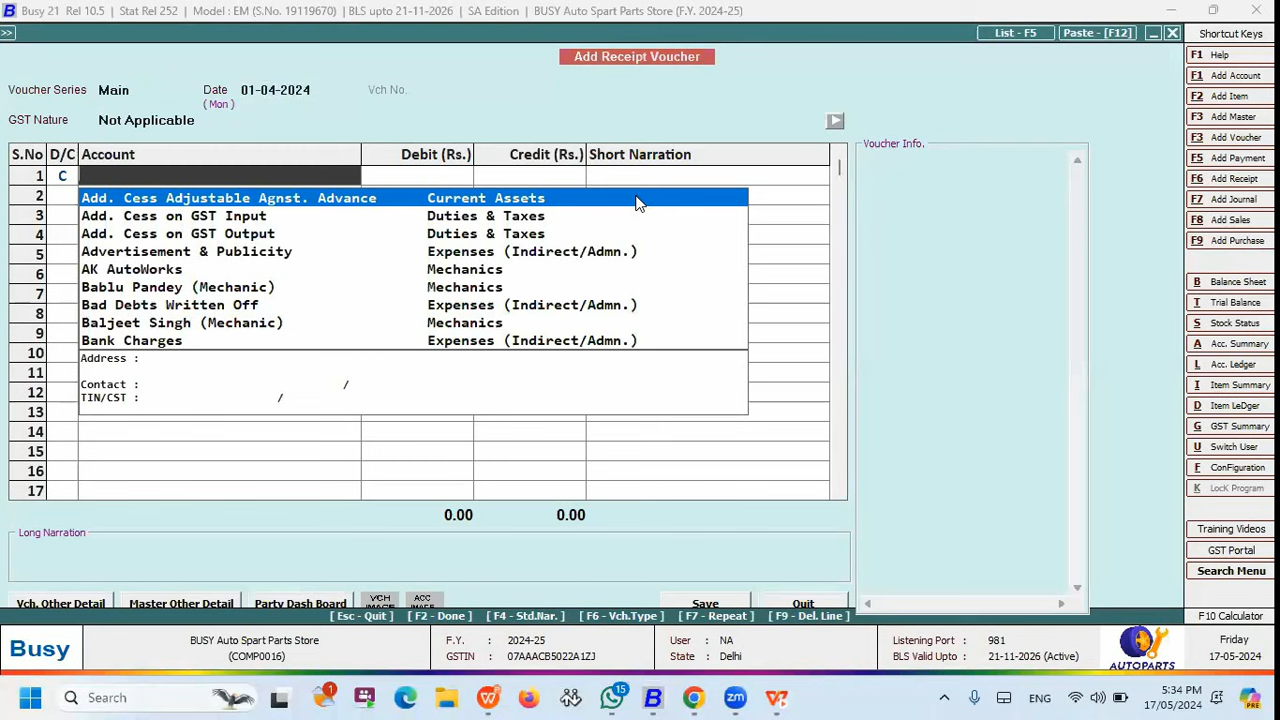 Busy 21 Rel 10.5 | Stat Rel 252 | Model : EM (S.No. 19119670) | BLS upto 21-11-2026 | SA Edition | BUSY Auto Spart Parts Store (F.Y. 2024-25)
>> List - F5 Paste - [F12] Shortcut Keys
Add Receipt Voucher
Voucher Series Main Date 01-04-2024 Vch No.
( Mon )
GST Nature Not Applicable
S.No D/C Account Debit (Rs.) Credit (Rs.) Short Narration
1 C
2
3
4
5
6
7
8
9
10
11
12
13
14
15
16
17
Add. Cess Adjustable Agnst. Advance Current Assets
Add. Cess on GST Input Duties & Taxes
Add. Cess on GST Output Duties & Taxes
Advertisement & Publicity Expenses (Indirect/Admn.)
AK AutoWorks Mechanics
Bablu Pandey (Mechanic) Mechanics
Bad Debts Written Off Expenses (Indirect/Admn.)
Baljeet Singh (Mechanic) Mechanics
Bank Charges Expenses (Indirect/Admn.)
Address :
Contact : /
TIN/CST : /
0.00 0.00
Long Narration
Voucher Info.
Vch. Other Detail Master Other Detail Party Dash Board VCH IMAGE ACC IMAGE Save Quit
[ Esc - Quit ] [ F2 - Done ] [ F4 - Std.Nar. ] [ F6 - Vch.Type ] [ F7 - Repeat ] [ F9 - Del. Line ]
F1 Help
F1 Add Account
F2 Add Item
F3 Add Master
F3 Add Voucher
F5 Add Payment
F6 Add Receipt
F7 Add Journal
F8 Add Sales
F9 Add Purchase
B Balance Sheet
T Trial Balance
S Stock Status
A Acc. Summary
L Acc. Ledger
I Item Summary
D Item LeDger
G GST Summary
U Switch User
F ConFiguration
K LocK Program
Training Videos
GST Portal
Search Menu
F10 Calculator
Busy
BUSY Auto Spart Parts Store
(COMP0016)
F.Y. : 2024-25
GSTIN : 07AAACB5022A1ZJ
User : NA
State : Delhi
Listening Port : 981
BLS Valid Upto : 21-11-2026 (Active)
AUTOPARTS
Friday
17-05-2024
Search 1 15 ENG 5:34 PM
17/05/2024
PRE